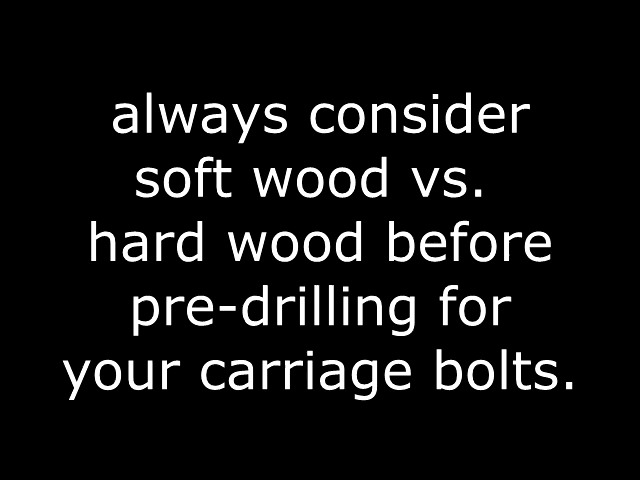 always consider
soft wood vs.
hard wood before
pre-drilling for
your carriage bolts.